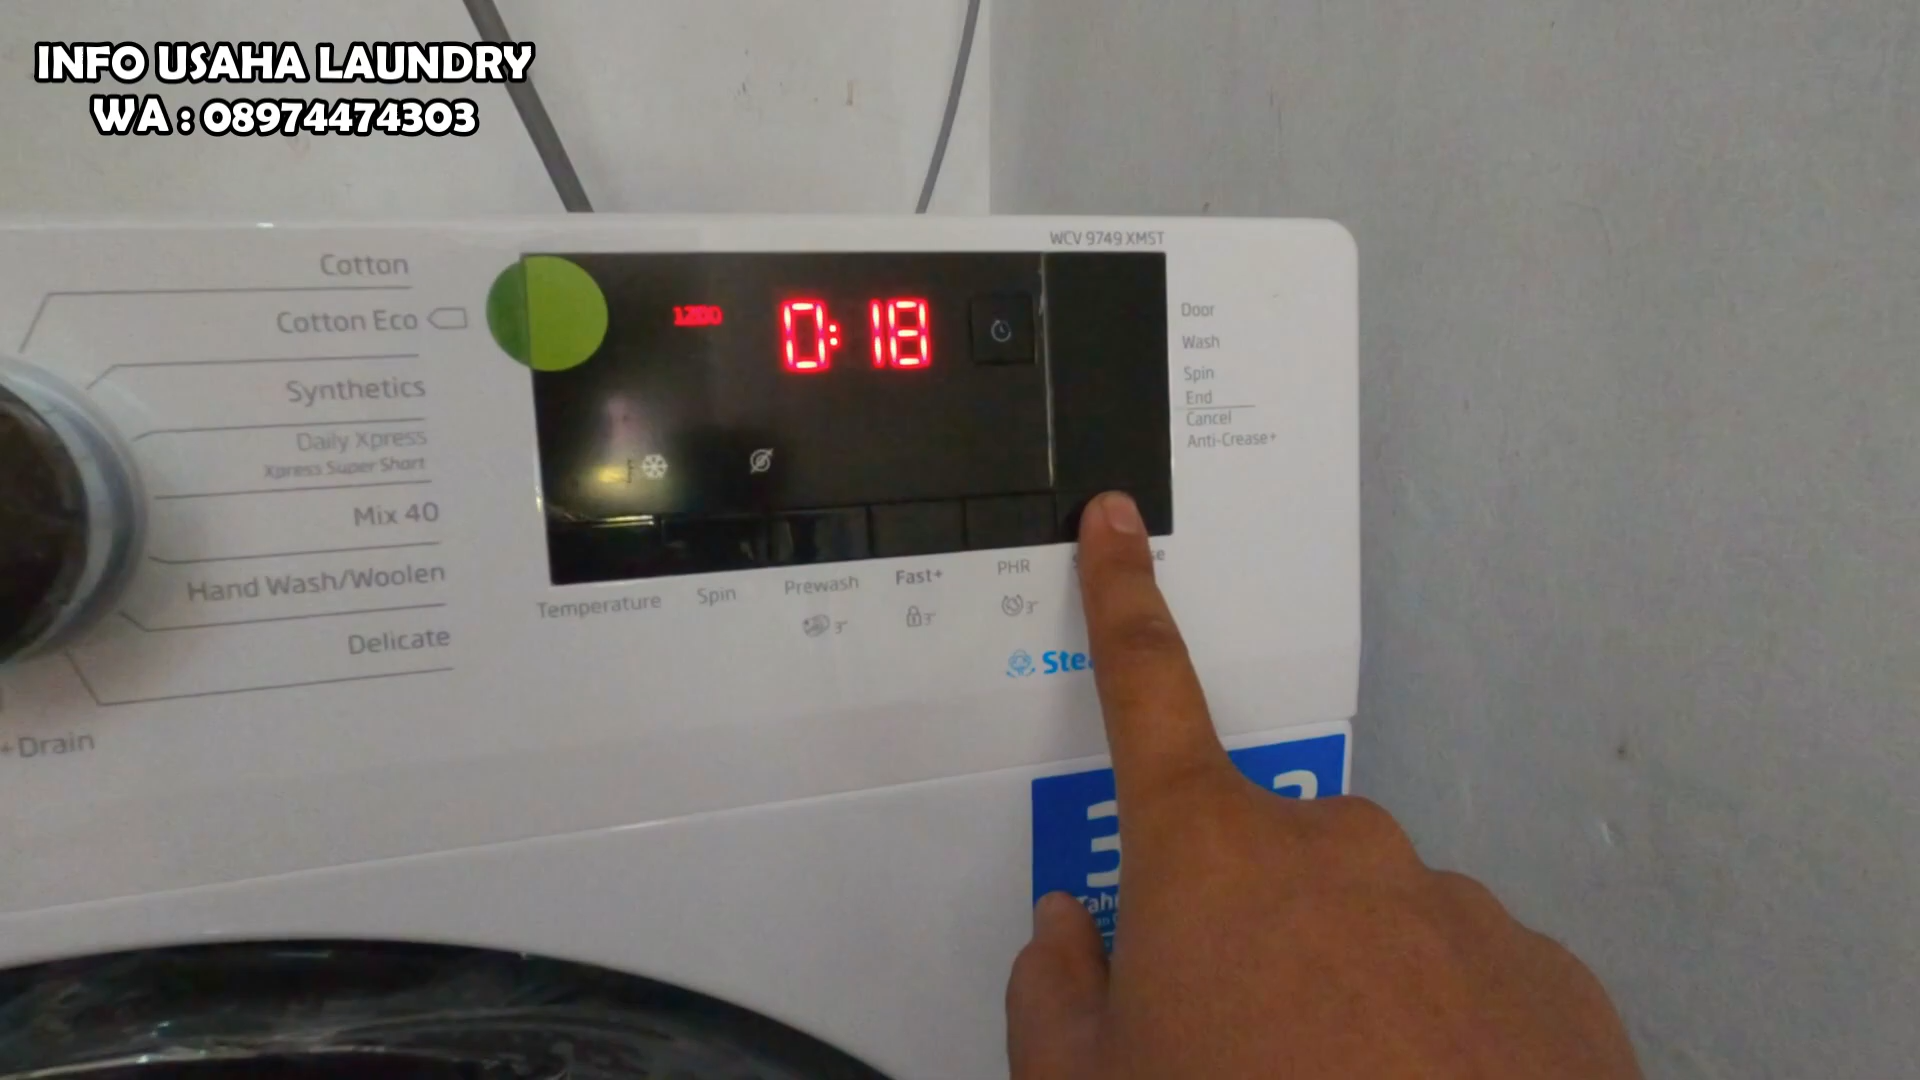 INFO USAHA LAUNDRY
WA : 08974474303
WCV 9749 XMST
Cotton
Cotton Eco
Synthetics
Daily Xpress
Xpress Super Short
Mix 40
Hand Wash/Woolen
Delicate
+Drain
1200
0:18
Door
Wash
Spin
End
Cancel
Anti-Crease+
Temperature
Spin
Prewash
Fast+
PHR
3"
3"
3"
3